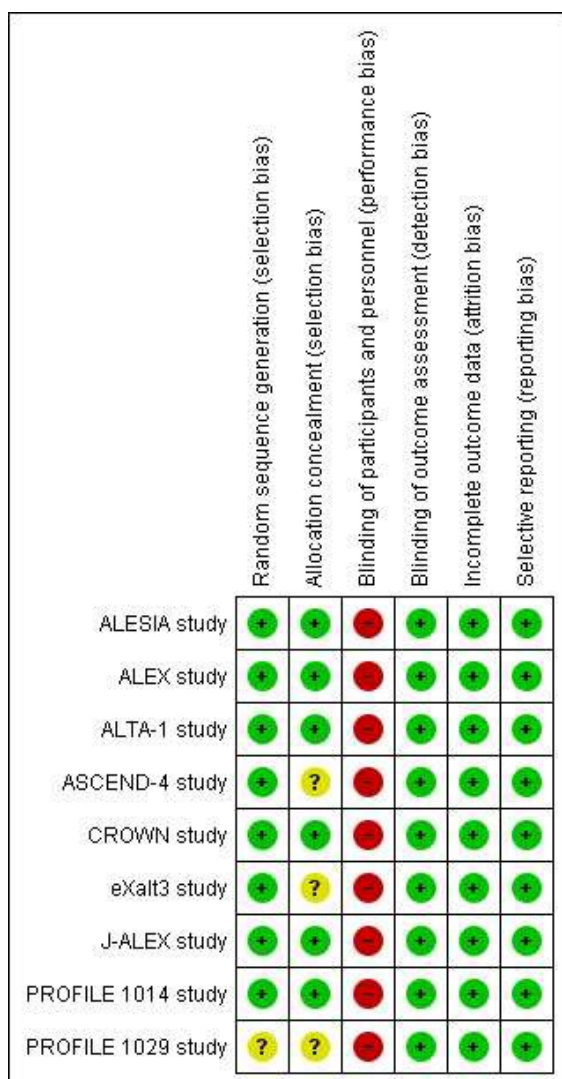 Random sequence generation (selection bias)
Allocation concealment (selection bias)
Blinding of participants and personnel (performance bias)
Blinding of outcome assessment (detection bias)
Incomplete outcome data (attrition bias)
Selective reporting (reporting bias)
ALESIA study + + - + + +
ALEX study + + - + + +
ALTA-1 study + + - + + +
ASCEND-4 study + ? - + + +
CROWN study + + - + + +
eXalt3 study + ? - + + +
J-ALEX study + + - + + +
PROFILE 1014 study + + - + + +
PROFILE 1029 study ? ? - + + +